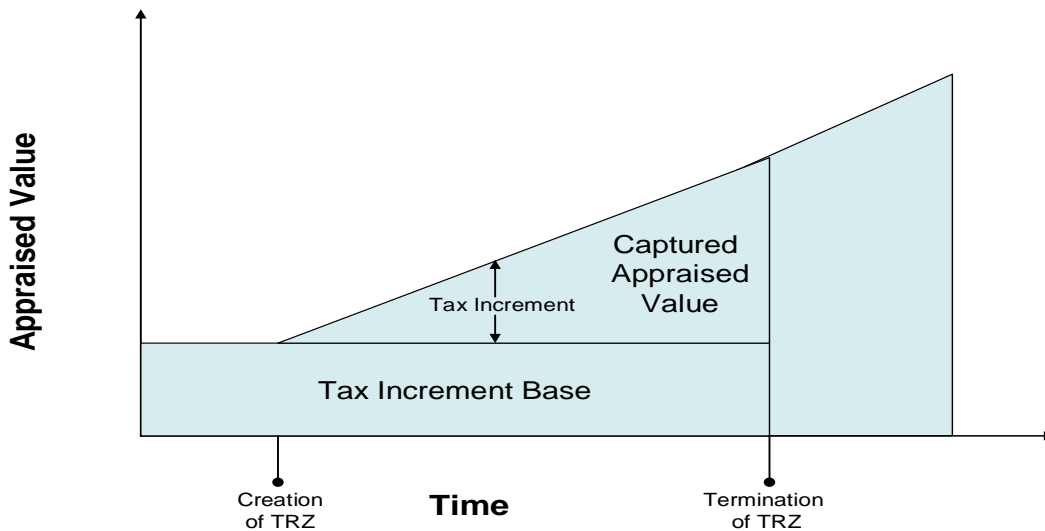 Appraised Value
Captured
Appraised
Value
Tax Increment
Tax Increment Base
Creation
of TRZ
Time
Termination
of TRZ